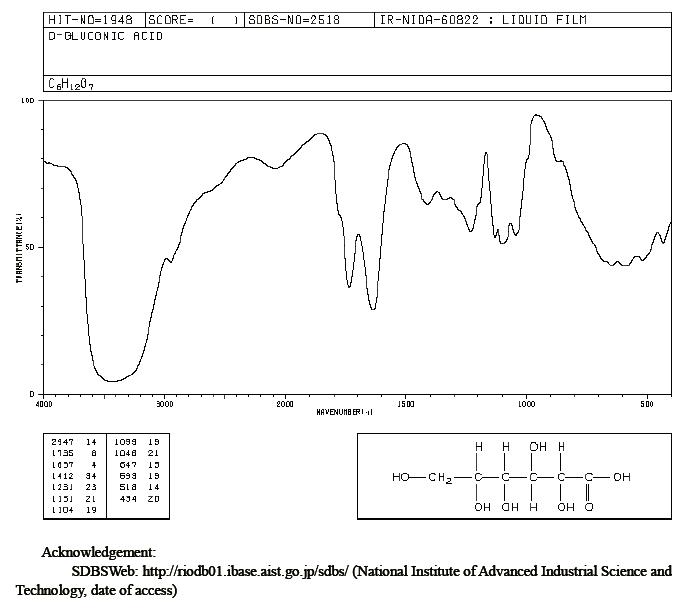 HIT-NO=1948 SCORE= ( ) SDBS-NO=2518 IR-NIDA-60822 : LIQUID FILM
D-GLUCONIC ACID
C6H12O7
100
50
0
TRANSMITTANCE(%)
4000 3000 2000 1500 1000 500
WAVENUMBER(-1)
2947 14 1099 19
1735 8 1046 21
1637 4 647 13
1412 34 593 13
1231 23 518 14
1151 21 434 20
1104 19
H H OH H
HO CH2 C C C C C OH
OH OH H OH O
Acknowledgement:
SDBSWeb: http://riodb01.ibase.aist.go.jp/sdbs/ (National Institute of Advanced Industrial Science and
Technology, date of access)